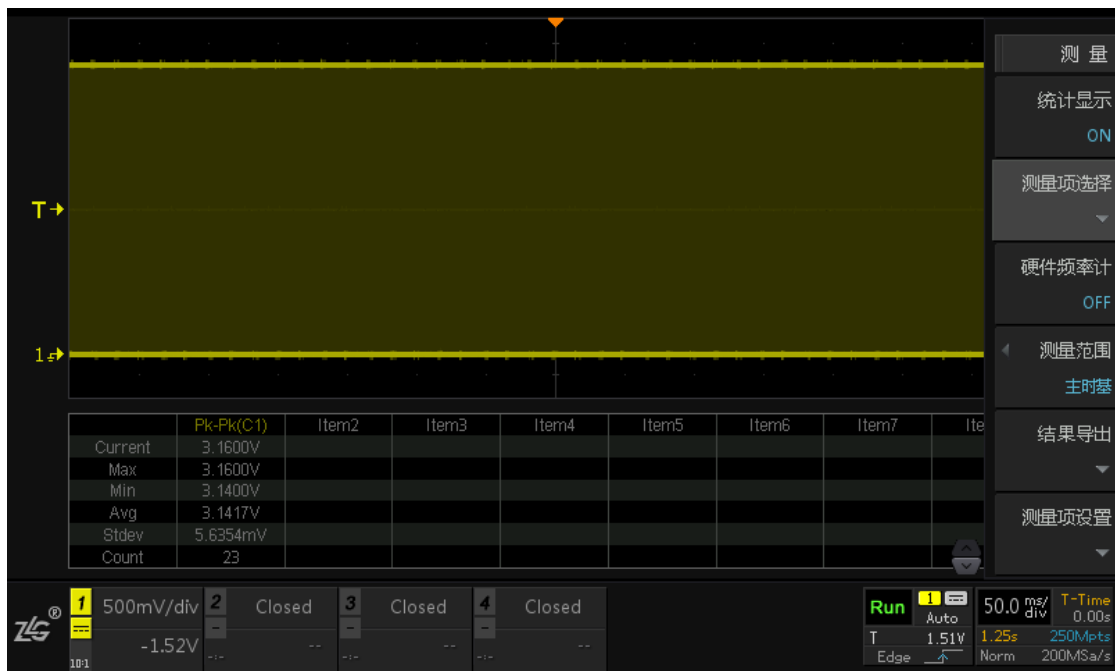 测 量
统计显示
ON
测量项选择
T
硬件频率计
OFF
1
测量范围
主时基
Pk-Pk(C1) Item2 Item3 Item4 Item5 Item6 Item7 Ite
Current 3.1600V
Max 3.1600V
Min 3.1400V
Avg 3.1417V
Stdev 5.6354mV
Count 23
结果导出
测量项设置
ZLG®
1 500mV/div 2 Closed 3 Closed 4 Closed
-1.52V -- -- --
10:1 -:- -:- -:-
Run 1 Auto
T 1.51V
Edge
50.0 ms/div T-Time
0.00s
1.25s 250Mpts
Norm 200MSa/s